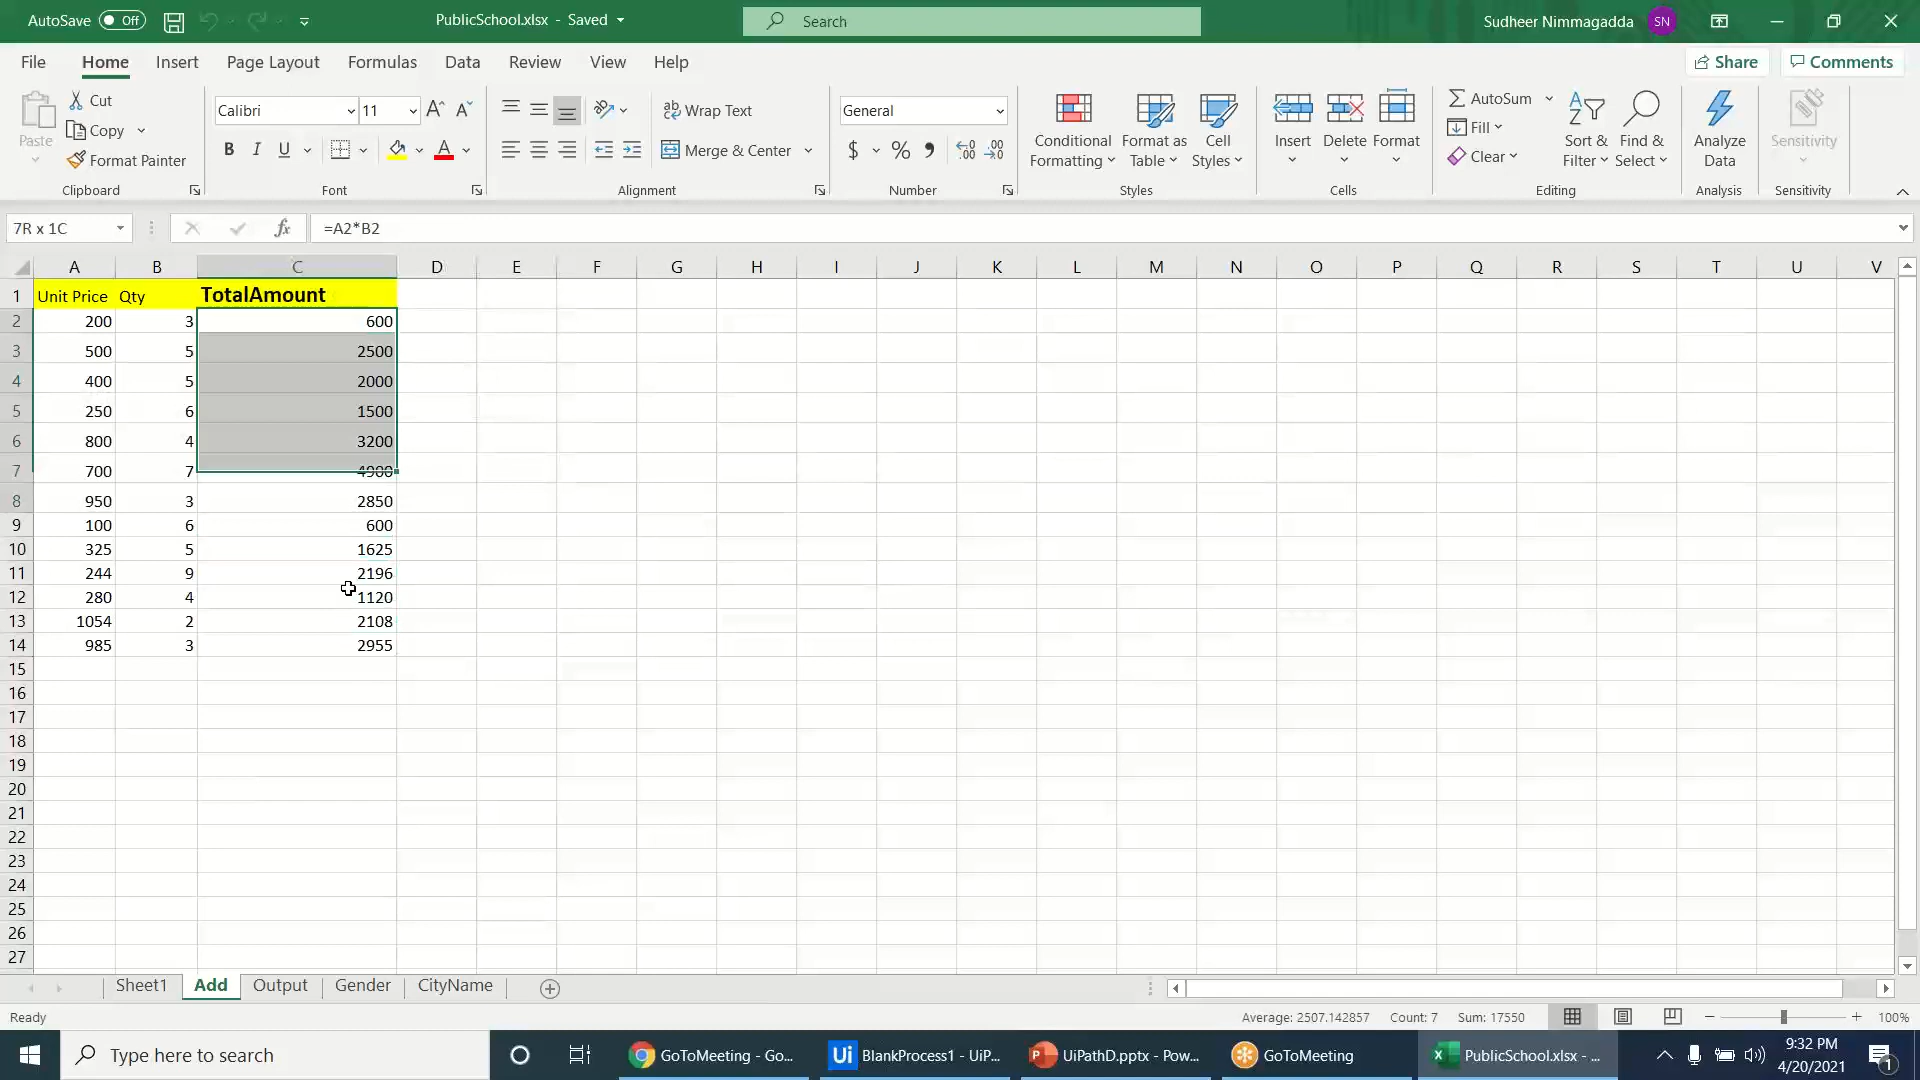 AutoSave Off PublicSchool.xlsx - Saved Search Sudheer Nimmagadda SN
File Home Insert Page Layout Formulas Data Review View Help Share Comments
Paste Cut Copy Format Painter Clipboard
Calibri 11 B I U A Font
Wrap Text Merge & Center Alignment
General $ % Number
Conditional Formatting Format as Table Cell Styles Styles
Insert Delete Format Cells
AutoSum Fill Clear Sort & Filter Find & Select Editing
Analyze Data Analysis
Sensitivity Sensitivity
7R x 1C fx =A2*B2
A B C D E F G H I J K L M N O P Q R S T U V
1 Unit Price Qty TotalAmount
2 200 3 600
3 500 5 2500
4 400 5 2000
5 250 6 1500
6 800 4 3200
7 700 7 4900
8 950 3 2850
9 100 6 600
10 325 5 1625
11 244 9 2196
12 280 4 1120
13 1054 2 2108
14 985 3 2955
15
16
17
18
19
20
21
22
23
24
25
26
27
Sheet1 Add Output Gender CityName
Ready Average: 2507.142857 Count: 7 Sum: 17550 100%
Type here to search GoToMeeting - Go... Ui BlankProcess1 - UiP... UiPathD.pptx - Pow... GoToMeeting PublicSchool.xlsx - ... 9:32 PM
4/20/2021 1